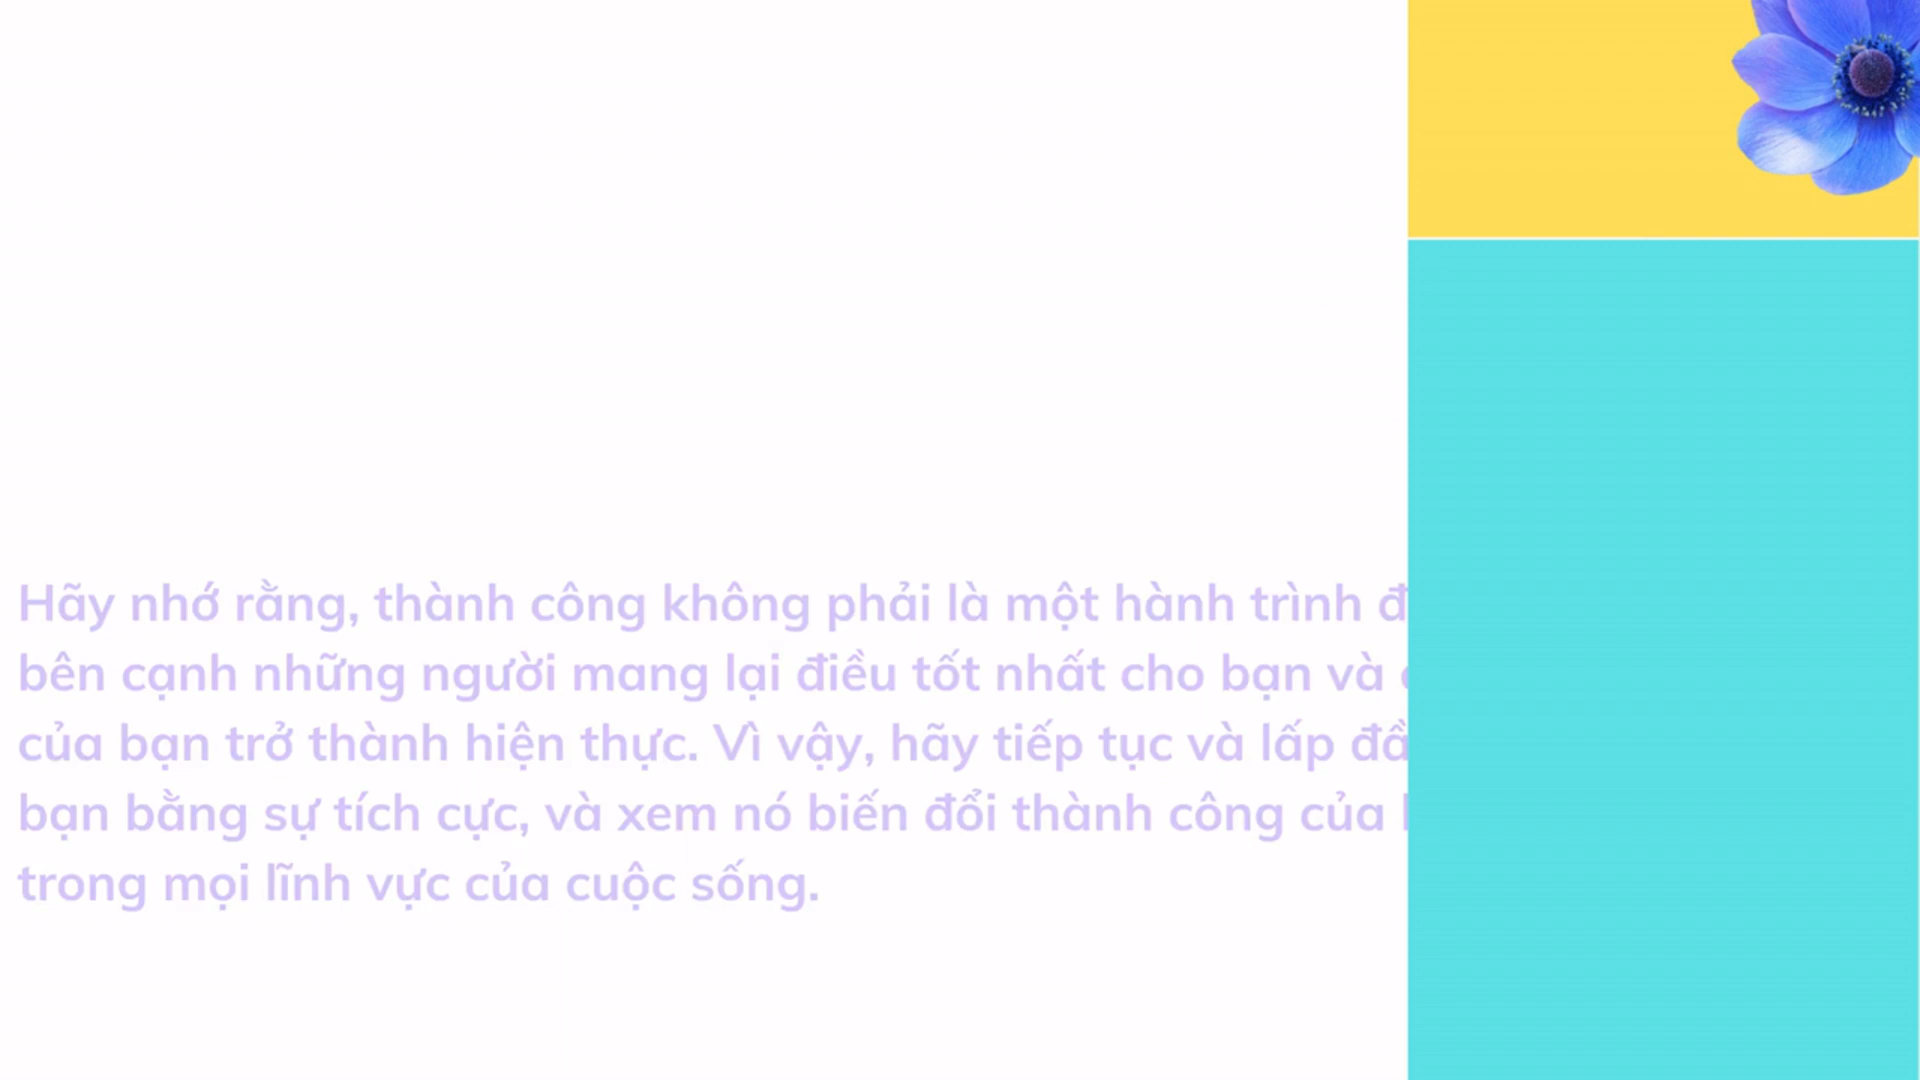 Hãy nhớ rằng, thành công không phải là một hành trình
bên cạnh những người mang lại điều tốt nhất cho bạn và
của bạn trở thành hiện thực. Vì vậy, hãy tiếp tục và lấp
bạn bằng sự tích cực, và xem nó biến đổi thành công của
trong mọi lĩnh vực của cuộc sống.